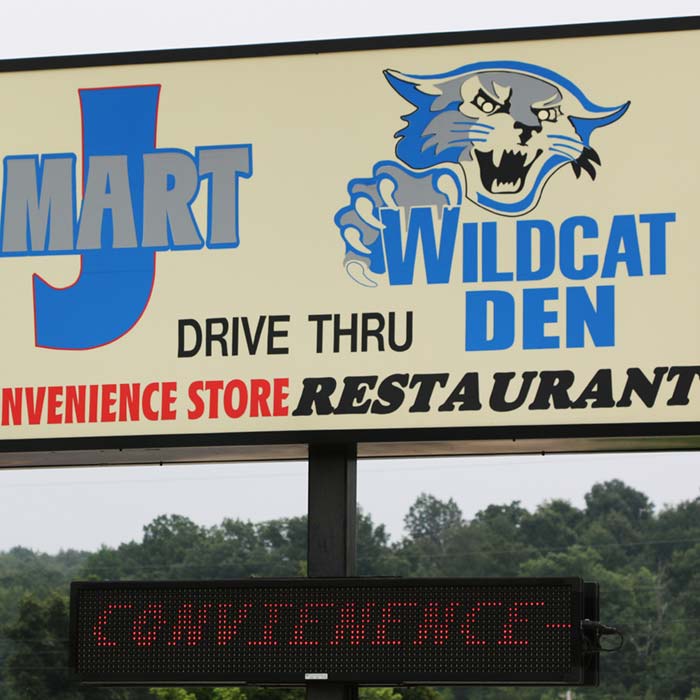 J MART
WILDCAT
DEN
DRIVE THRU
NVENIENCE STORE RESTAURANT
CONVIENENCE-